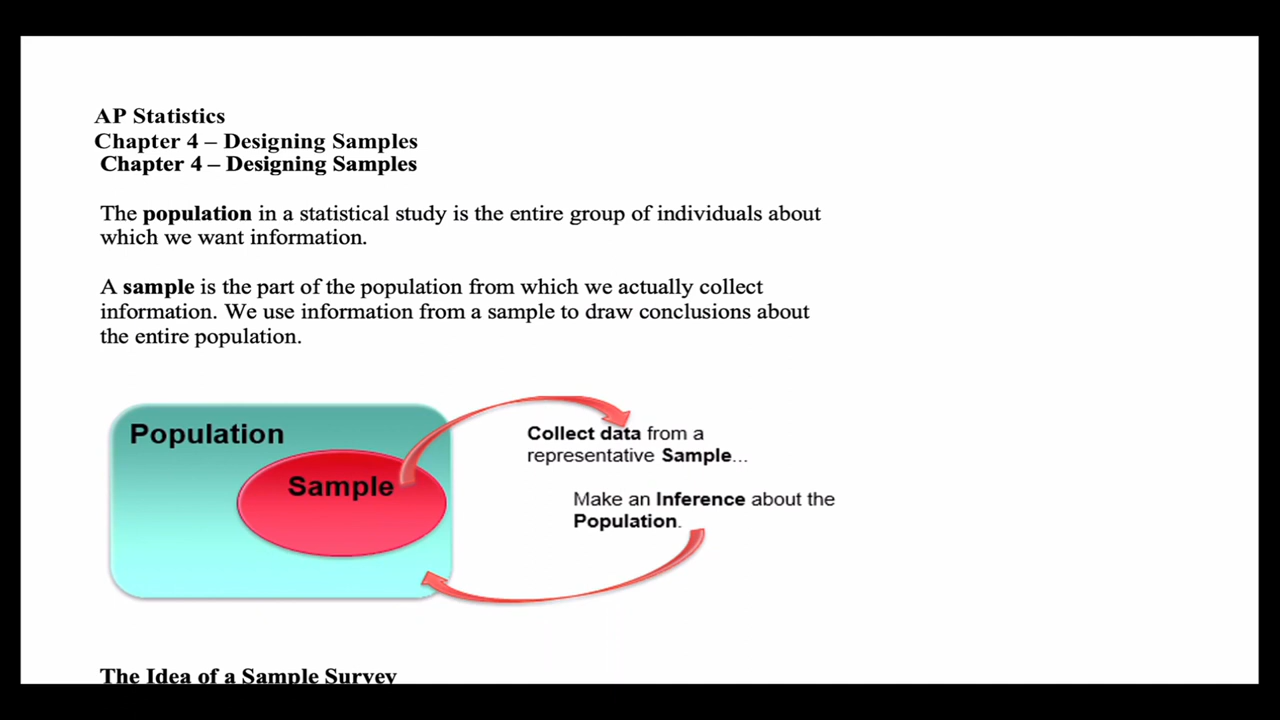 AP Statistics
Chapter 4 – Designing Samples
Chapter 4 – Designing Samples
The population in a statistical study is the entire group of individuals about
which we want information.
A sample is the part of the population from which we actually collect
information. We use information from a sample to draw conclusions about
the entire population.
Population
Sample
Collect data from a
representative Sample...
Make an Inference about the
Population.
The Idea of a Sample Survey